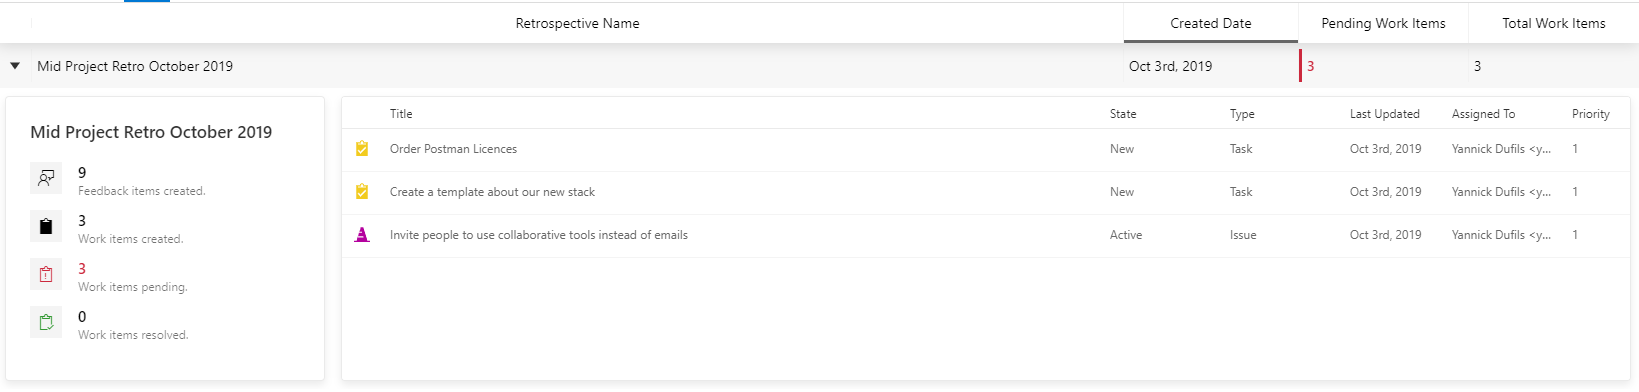 Retrospective Name Created Date Pending Work Items Total Work Items
Mid Project Retro October 2019 Oct 3rd, 2019 3 3
Mid Project Retro October 2019
9
Feedback items created.
3
Work items created.
3
Work items pending.
0
Work items resolved.
Title State Type Last Updated Assigned To Priority
Order Postman Licences New Task Oct 3rd, 2019 Yannick Dufils <y... 1
Create a template about our new stack New Task Oct 3rd, 2019 Yannick Dufils <y... 1
Invite people to use collaborative tools instead of emails Active Issue Oct 3rd, 2019 Yannick Dufils <y... 1